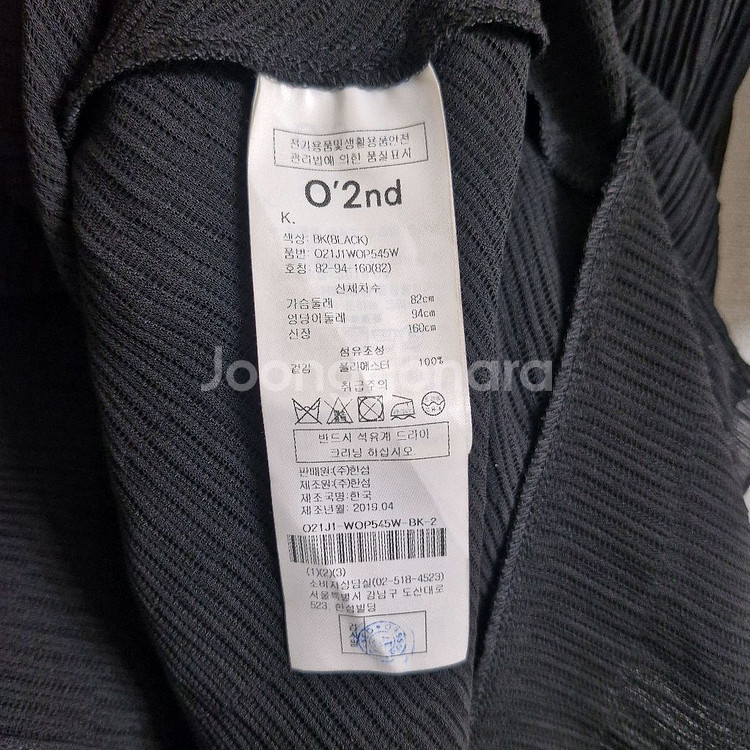 전기용품및생활용품안전
관리법에 의한 품질표시
O'2nd
K.
색상: BK(BLACK)
품번: O21J1WOP545W
호칭: 82-94-160(82)
신체치수
가슴둘레 82cm
엉덩이둘레 94cm
신장 160cm
섬유조성
겉감 폴리에스터 100%
Joonggonara
취급주의
반드시 석유계 드라이
크리닝 하십시오
판매원:(주)한섬
제조원:(주)한섬
제조국명:한국
제조년월: 2019.04
O21J1-WOP545W-BK-2
(1)(2)(3)
소비자상담실(02-518-4523)
서울특별시 강남구 도산대로
523, 한섬빌딩